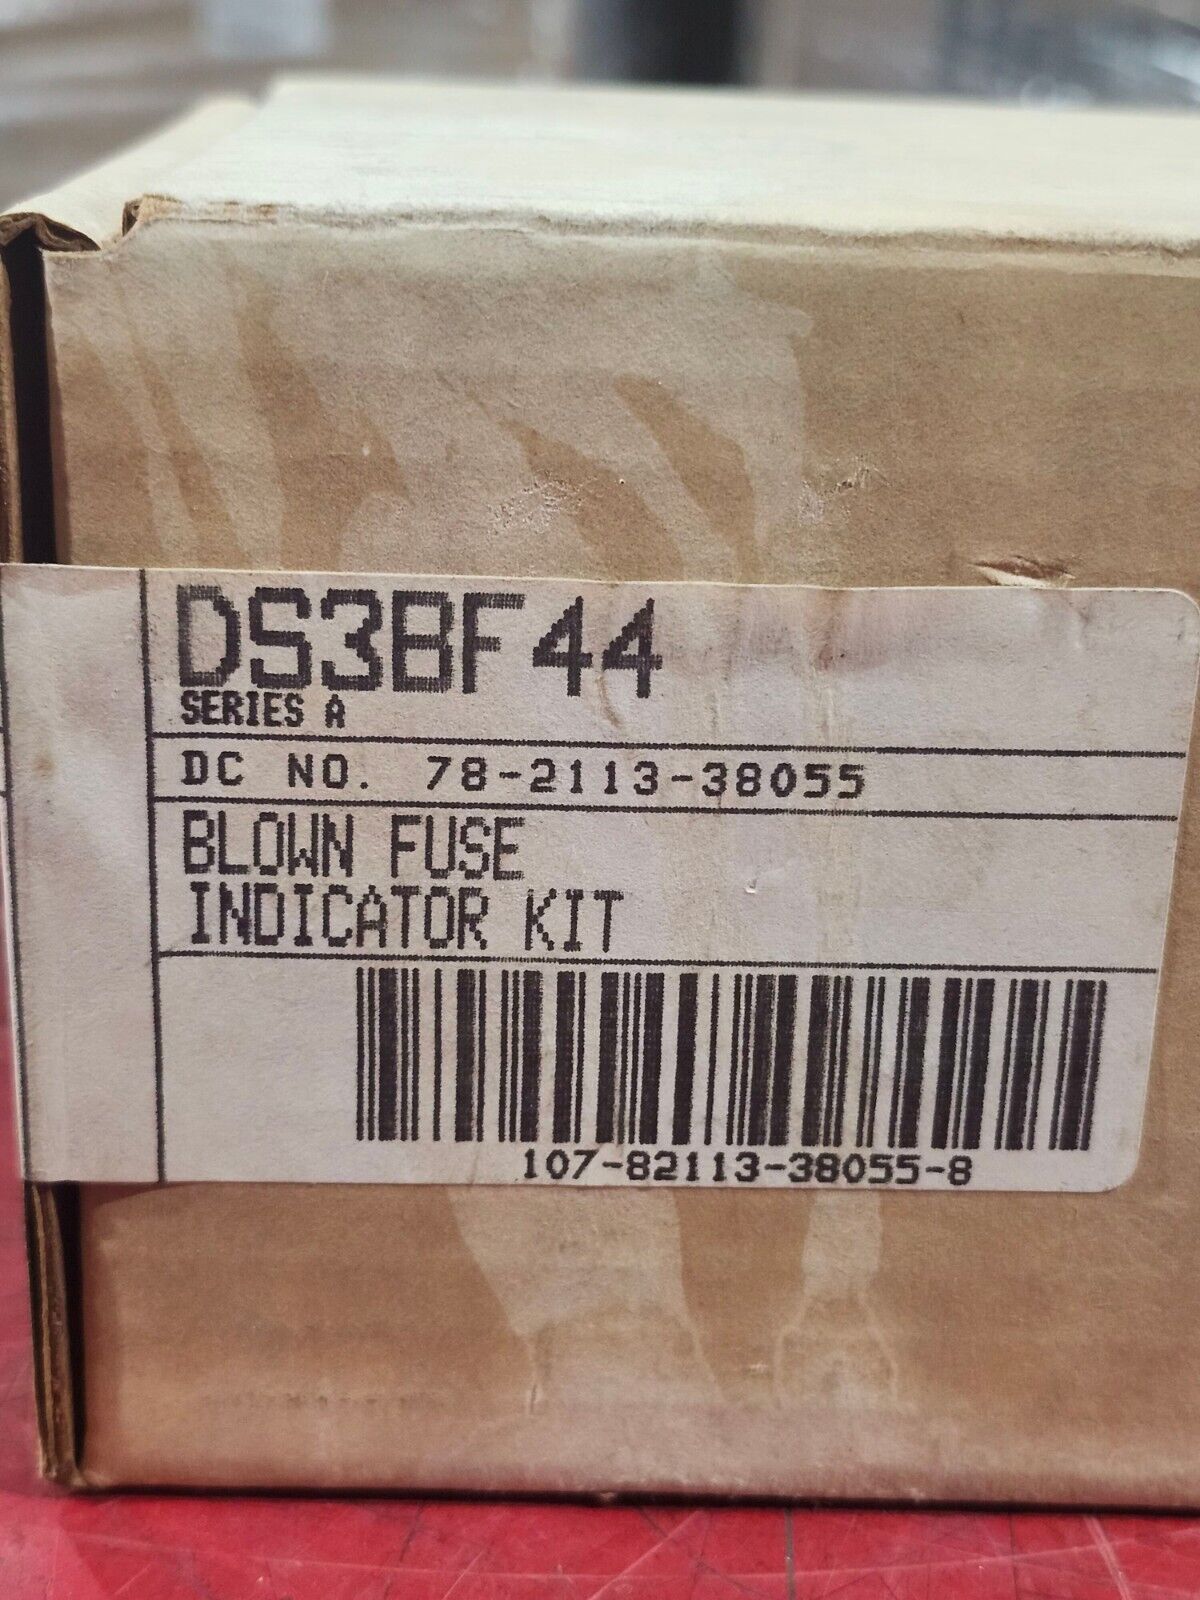 DS3BF44
SERIES A
DC NO. 78-2113-38055
BLOWN FUSE
INDICATOR KIT
107-82113-38055-8